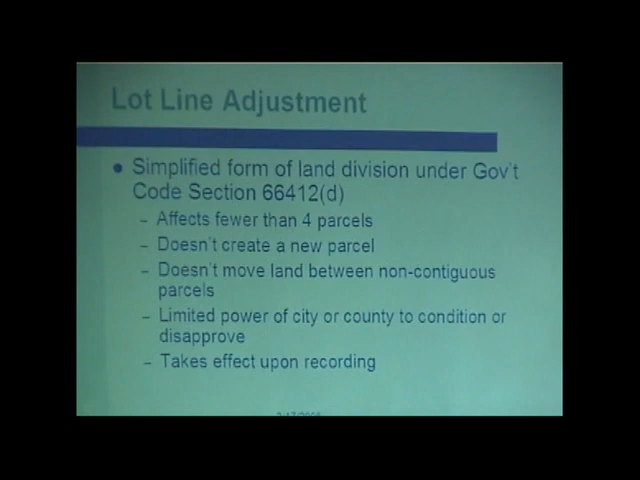 Lot Line Adjustment
• Simplified form of land division under Gov't
Code Section 66412(d)
– Affects fewer than 4 parcels
– Doesn't create a new parcel
– Doesn't move land between non-contiguous
parcels
– Limited power of city or county to condition or
disapprove
– Takes effect upon recording